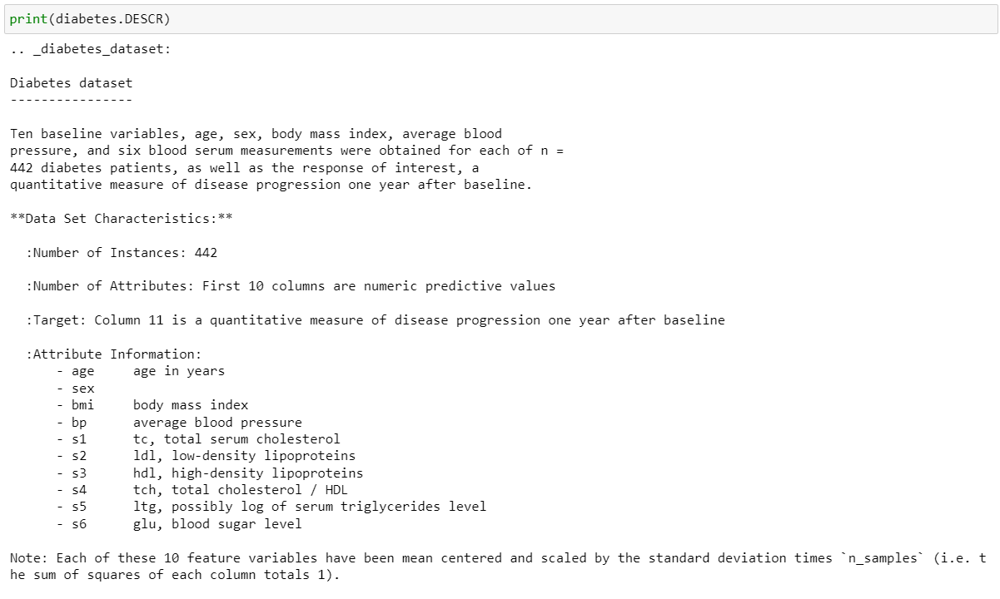 print(diabetes.DESCR)
.. _diabetes_dataset:
Diabetes dataset
----------------
Ten baseline variables, age, sex, body mass index, average blood
pressure, and six blood serum measurements were obtained for each of n =
442 diabetes patients, as well as the response of interest, a
quantitative measure of disease progression one year after baseline.
**Data Set Characteristics:**
:Number of Instances: 442
:Number of Attributes: First 10 columns are numeric predictive values
:Target: Column 11 is a quantitative measure of disease progression one year after baseline
:Attribute Information:
- age     age in years
- sex
- bmi     body mass index
- bp      average blood pressure
- s1      tc, total serum cholesterol
- s2      ldl, low-density lipoproteins
- s3      hdl, high-density lipoproteins
- s4      tch, total cholesterol / HDL
- s5      ltg, possibly log of serum triglycerides level
- s6      glu, blood sugar level
Note: Each of these 10 feature variables have been mean centered and scaled by the standard deviation times `n_samples` (i.e. t
he sum of squares of each column totals 1).